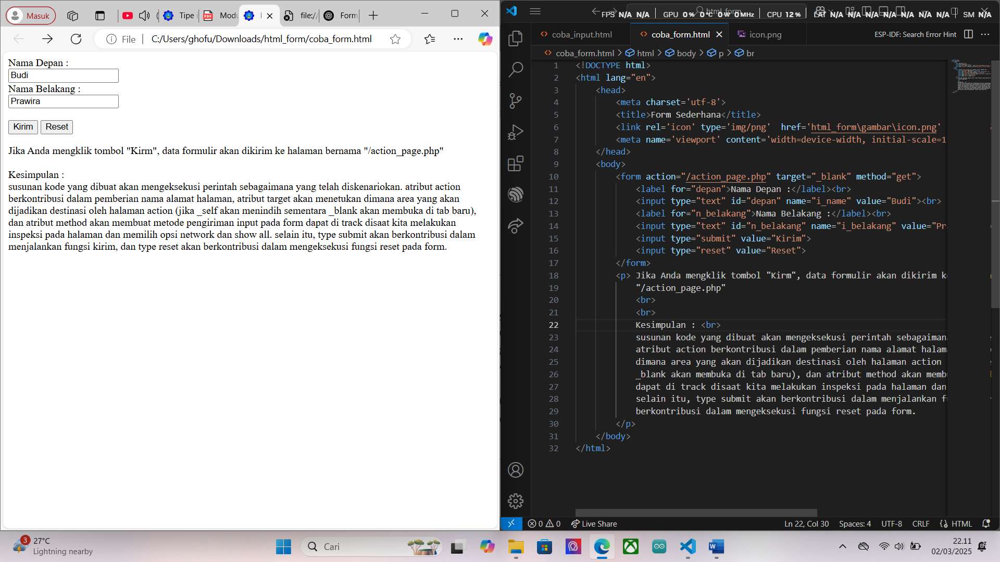 Masuk
Tipe i
Modu
file://
Form
File
C:/Users/ghofu/Downloads/html_form/coba_form.html
Nama Depan :
Budi
Nama Belakang :
Prawira
Kirim Reset
Jika Anda mengklik tombol "Kirm", data formulir akan dikirim ke halaman bernama "/action_page.php"
Kesimpulan :
susunan kode yang dibuat akan mengeksekusi perintah sebagaimana yang telah diskenariokan. atribut action
berkontribusi dalam pemberian nama alamat halaman, atribut target akan menetukan dimana area yang akan
dijadikan destinasi oleh halaman action (jika _self akan menindih sementara _blank akan membuka di tab baru),
dan atribut method akan membuat metode pengiriman input pada form dapat di track disaat kita melakukan
inspeksi pada halaman dan memilih opsi network dan show all. selain itu, type submit akan berkontribusi dalam
menjalankan fungsi kirim, dan type reset akan berkontribusi dalam mengeksekusi fungsi reset pada form.
html_form
FPS N/A N/A GPU 0 % 0 °C 0 W 0 MHz CPU 12 % LAT N/A N/A N/A N/A N/A N/A N/A SM N/A
coba_input.html
coba_form.html
icon.png
ESP-IDF: Search Error Hint
coba_form.html > html > body > p > br
1 <!DOCTYPE html>
2 <html lang="en">
3 <head>
4 <meta charset='utf-8'>
5 <title>Form Sederhana</title>
6 <link rel='icon' type='img/png'  href='html_form\gambar\icon.png'
7 <meta name='viewport' content='width=device-width, initial-scale=1
8 </head>
9 <body>
10 <form action="/action_page.php" target="_blank" method="get">
11 <label for="depan">Nama Depan :</label><br>
12 <input type="text" id="depan" name="i_name" value="Budi"><br>
13 <label for="n_belakang">Nama Belakang :</label><br>
14 <input type="text" id="n_belakang" name="i_belakang" value="Pra
15 <input type="submit" value="Kirim">
16 <input type="reset" value="Reset">
17 </form>
18 <p> Jika Anda mengklik tombol "Kirm", data formulir akan dikirim ke
19 "/action_page.php"
20 <br>
21 <br>
22 Kesimpulan : <br>
23 susunan kode yang dibuat akan mengeksekusi perintah sebagaimana
24 atribut action berkontribusi dalam pemberian nama alamat halam
25 dimana area yang akan dijadikan destinasi oleh halaman action
26 _blank akan membuka di tab baru), dan atribut method akan memb
27 dapat di track disaat kita melakukan inspeksi pada halaman dan
28 selain itu, type submit akan berkontribusi dalam menjalankan fu
29 berkontribusi dalam mengeksekusi fungsi reset pada form.
30 </p>
31 </body>
32 </html>
0 0 Live Share
Ln 22, Col 30 Spaces: 4 UTF-8 CRLF HTML
3
27°C
Lightning nearby
Cari
22.11
02/03/2025